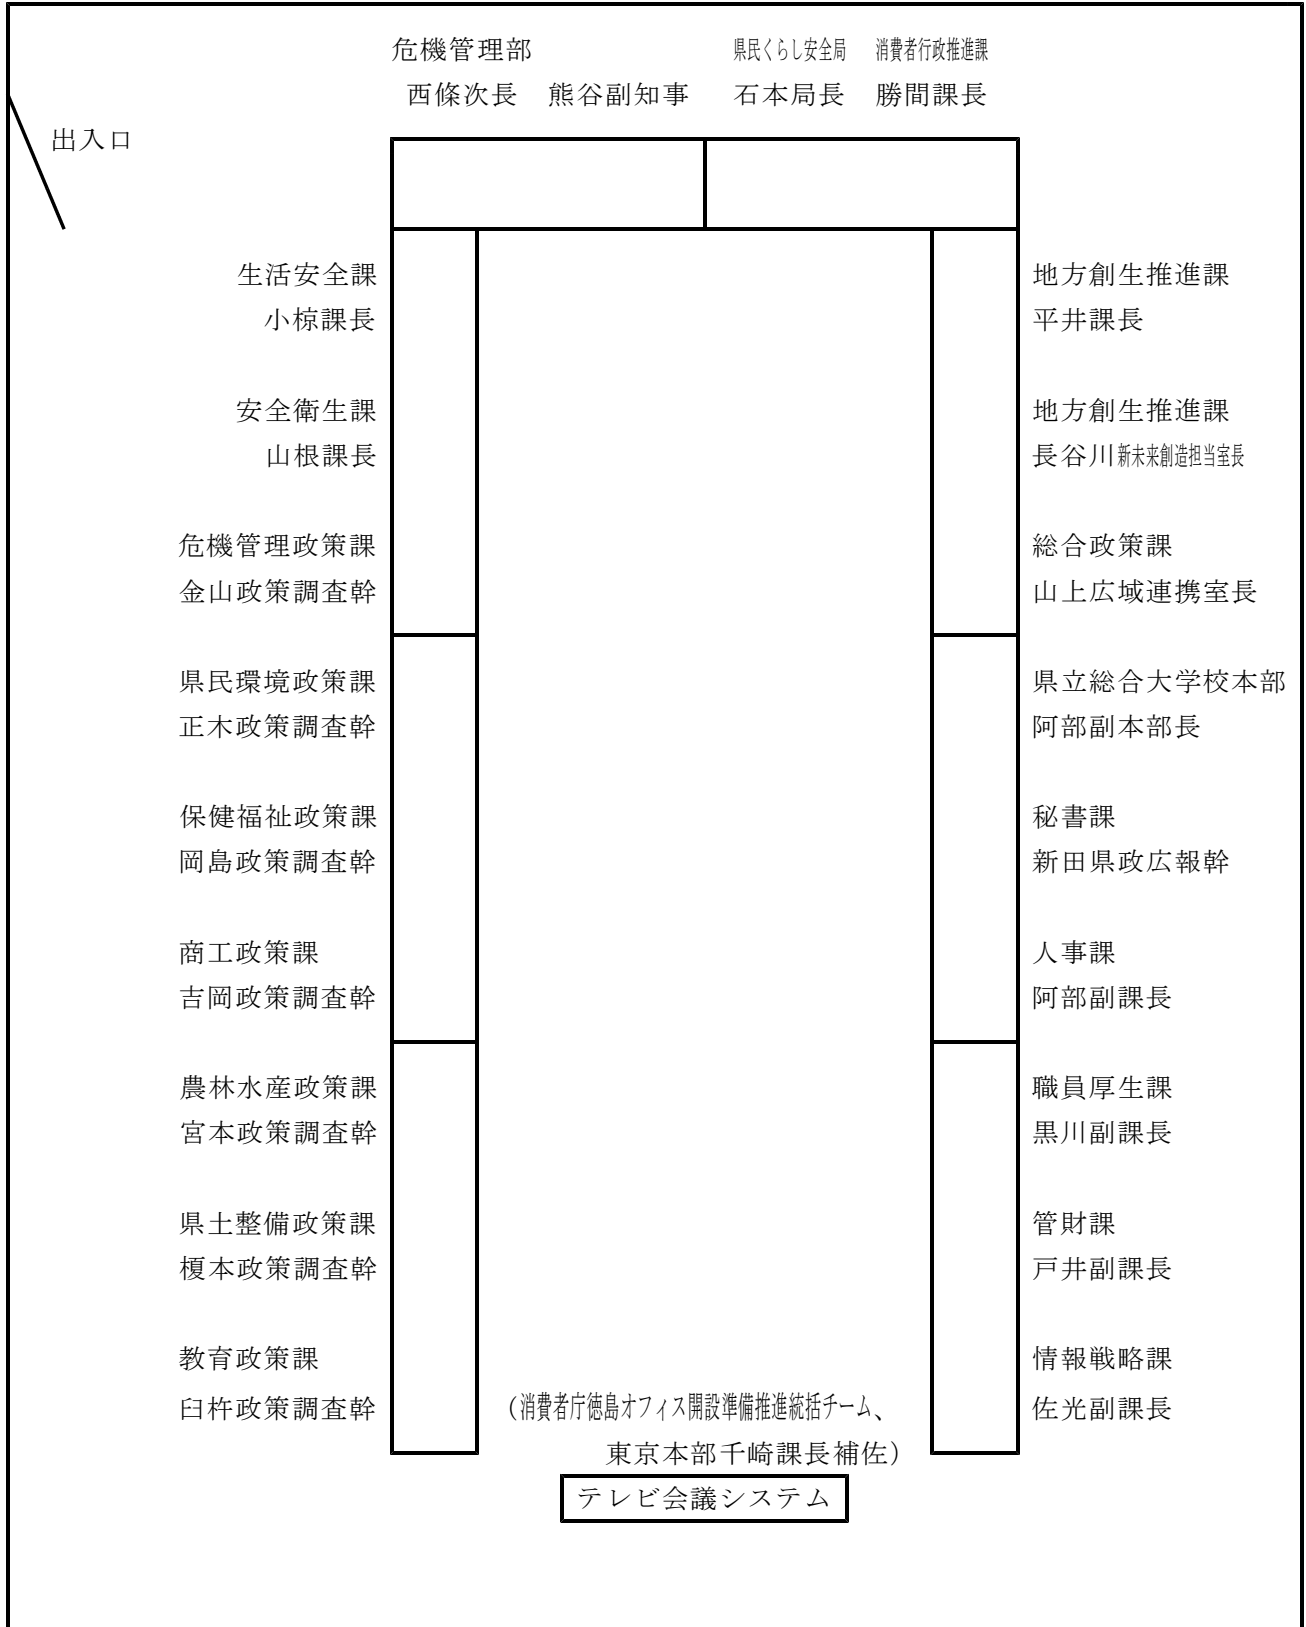 危機管理部 県民くらし安全局 消費者行政推進課
西條次長 熊谷副知事 石本局長 勝間課長
出入口
生活安全課 地方創生推進課
小椋課長 平井課長
安全衛生課 地方創生推進課
山根課長 長谷川新未来創造担当室長
危機管理政策課 総合政策課
金山政策調査幹 山上広域連携室長
県民環境政策課 県立総合大学校本部
正木政策調査幹 阿部副本部長
保健福祉政策課 秘書課
岡島政策調査幹 新田県政広報幹
商工政策課 人事課
吉岡政策調査幹 阿部副課長
農林水産政策課 職員厚生課
宮本政策調査幹 黒川副課長
県土整備政策課 管財課
榎本政策調査幹 戸井副課長
教育政策課 情報戦略課
臼杵政策調査幹 （消費者庁徳島オフィス開設準備推進統括チーム、 佐光副課長
東京本部千崎課長補佐）
テレビ会議システム